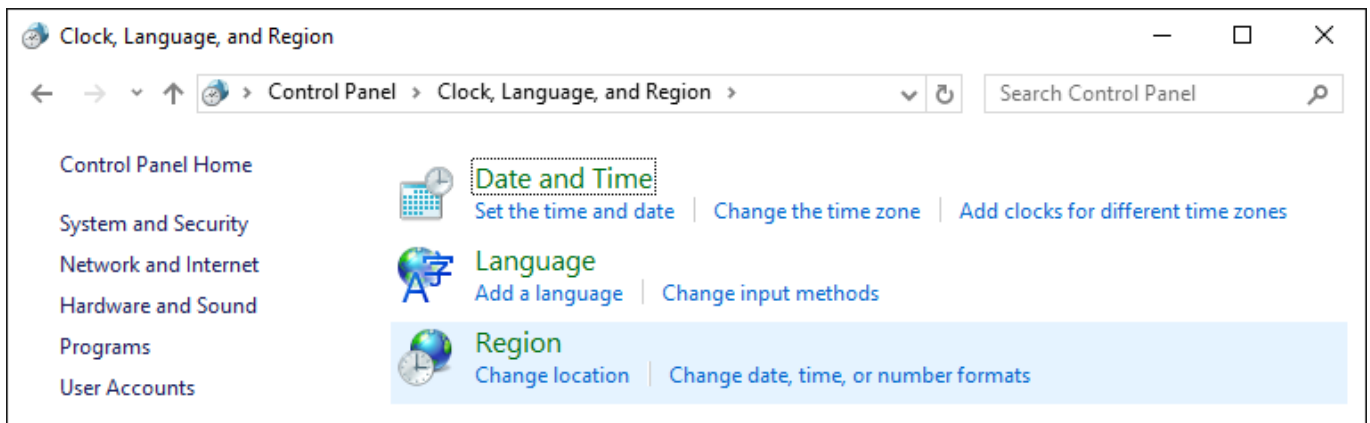 Clock, Language, and Region
Control Panel > Clock, Language, and Region >
Search Control Panel
Control Panel Home
System and Security
Network and Internet
Hardware and Sound
Programs
User Accounts
Date and Time
Set the time and date | Change the time zone | Add clocks for different time zones
Language
Add a language | Change input methods
Region
Change location | Change date, time, or number formats